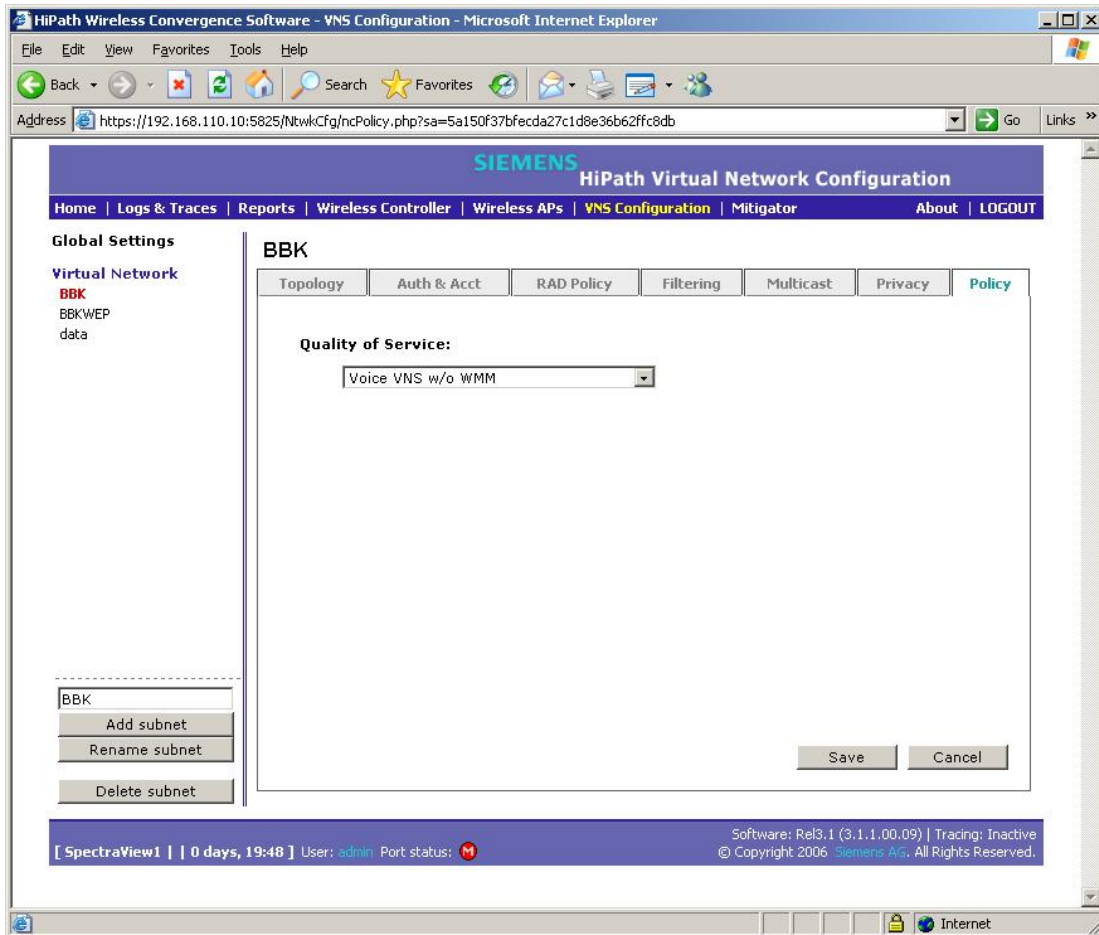 HiPath Wireless Convergence Software - VNS Configuration - Microsoft Internet Explorer
File Edit View Favorites Tools Help
Back Search Favorites
Address https://192.168.110.10:5825/NtwkCfg/ncPolicy.php?sa=5a150f37bfecda27c1d8e36b62ffc8db Go Links »
SIEMENS
HiPath Virtual Network Configuration
Home | Logs & Traces | Reports | Wireless Controller | Wireless APs | VNS Configuration | Mitigator About | LOGOUT
Global Settings
Virtual Network
BBK
BBKWEP
data
BBK
Topology Auth & Acct RAD Policy Filtering Multicast Privacy Policy
Quality of Service:
Voice VNS w/o WMM
BBK
Add subnet
Rename subnet
Delete subnet
Save Cancel
[ SpectraView1 | | 0 days, 19:48 ] User: admin Port status: M
Software: Rel3.1 (3.1.1.00.09) | Tracing: Inactive
© Copyright 2006 Siemens AG. All Rights Reserved.
Internet